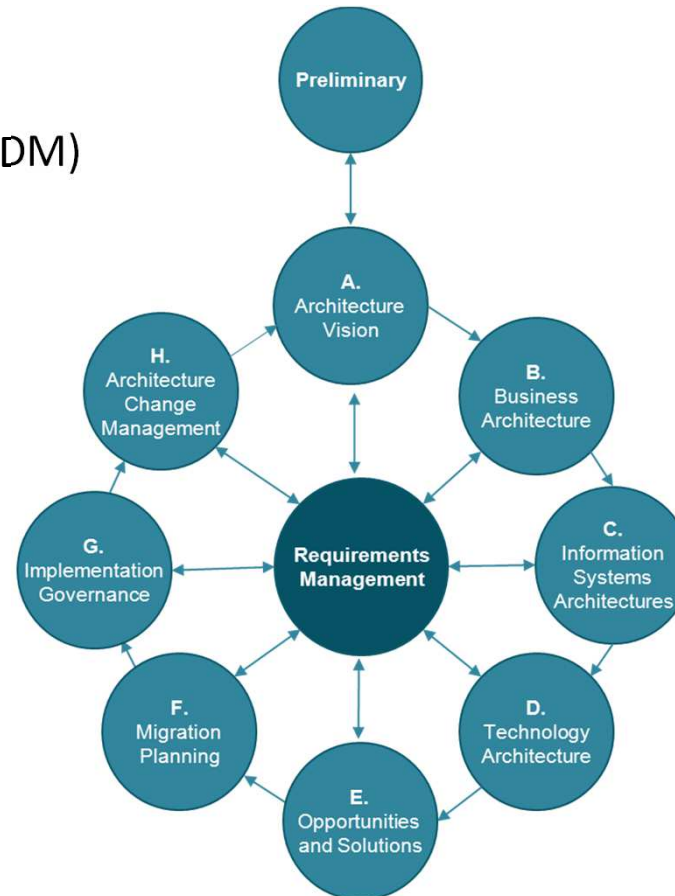 DM)
Preliminary
A.
Architecture
Vision
B.
Business
Architecture
C.
Information
Systems
Architectures
D.
Technology
Architecture
E.
Opportunities
and Solutions
F.
Migration
Planning
G.
Implementation
Governance
H.
Architecture
Change
Management
Requirements
Management